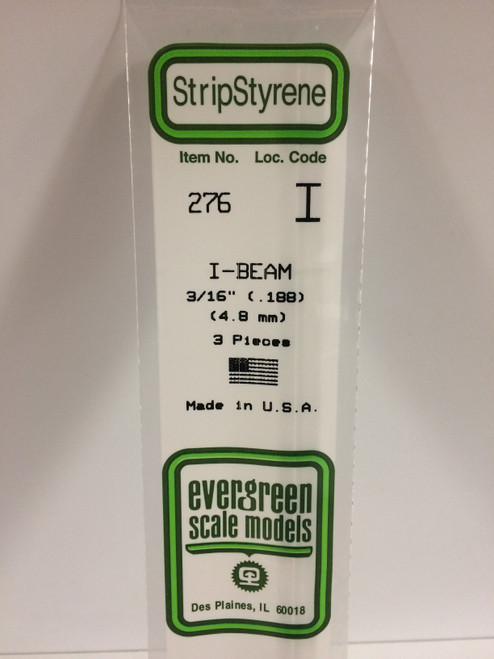 StripStyrene
Item No. Loc. Code
276 I
I-BEAM
3/16" (.188)
(4.8 mm)
3 Pieces
Made in U.S.A.
evergreen
scale models
Des Plaines, IL 60018